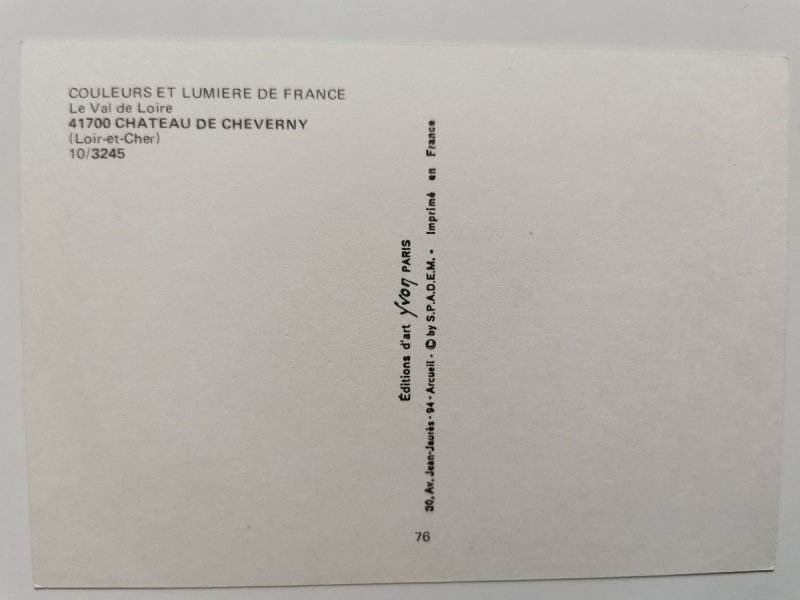 COULEURS ET LUMIERE DE FRANCE
Le Val de Loire
41700 CHATEAU DE CHEVERNY
(Loir-et-Cher)
10/3245
Éditions d'art Yvon PARIS
30, Av. Jean-Jaurès - 94 - Arcueil - © by S.P.A.D.E.M. - Imprimé en France
76